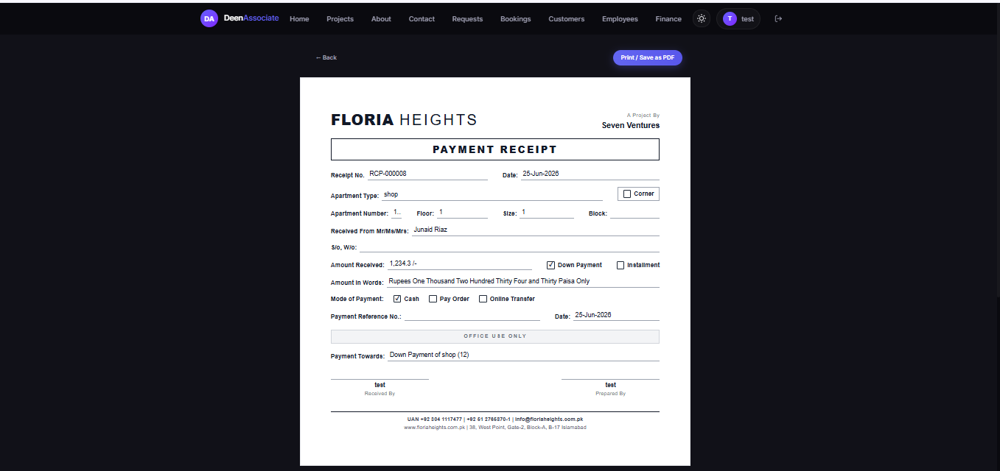 DA DeenAssociate Home Projects About Contact Requests Bookings Customers Employees Finance T test
← Back Print / Save as PDF
FLORIA HEIGHTS
A Project By
Seven Ventures
PAYMENT RECEIPT
Receipt No. RCP-000008 Date: 25-Jun-2026
Apartment Type: shop Corner
Apartment Number: 1.. Floor: 1 Size: 1 Block:
Received From Mr/Ms/Mrs: Junaid Riaz
S/o, W/o:
Amount Received: 1,234.3 /- Down Payment Installment
Amount In Words: Rupees One Thousand Two Hundred Thirty Four and Thirty Paisa Only
Mode of Payment: Cash Pay Order Online Transfer
Payment Reference No.: Date: 25-Jun-2026
OFFICE USE ONLY
Payment Towards: Down Payment of shop (12)
test test
Received By Prepared By
UAN +92 304 1117477 | +92 51 2765870-1 | info@floriaheights.com.pk
www.floriaheights.com.pk | 38, West Point, Gate-2, Block-A, B-17 Islamabad